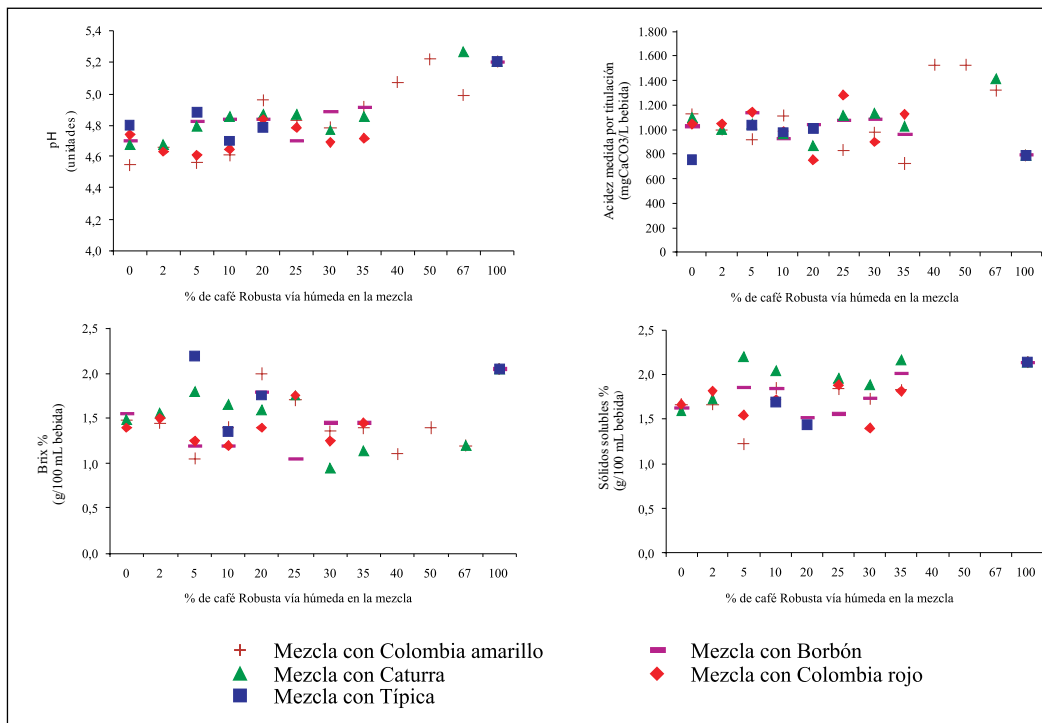 5,4
5,2
5,0
4,8
4,6
4,4
4,2
4,0
pH
(unidades )
0 2 5 10 20 25 30 35 40 50 67 100
% de café Robusta vía húmeda en la mezcla
1.800
1.600
1.400
1.200
1.000
800
600
400
200
0
Acidez medida por titulación
(mgCaCO3/L bebida)
0 2 5 10 20 25 30 35 40 50 67 100
% de café Robusta vía húmeda en la mezcla
2,5
2,0
1,5
1,0
0,5
0,0
Brix %
(g/100 mL bebida)
0 2 5 10 20 25 30 35 40 50 67 100
% de café Robusta vía húmeda en la mezcla
2,5
2,0
1,5
1,0
0,5
0,0
Sólidos solubles %
(g/100 mL bebida)
0 2 5 10 20 25 30 35 40 50 67 100
% de café Robusta vía húmeda en la mezcla
Mezcla con Colombia amarillo
Mezcla con Caturra
Mezcla con Típica
Mezcla con Borbón
Mezcla con Colombia rojo